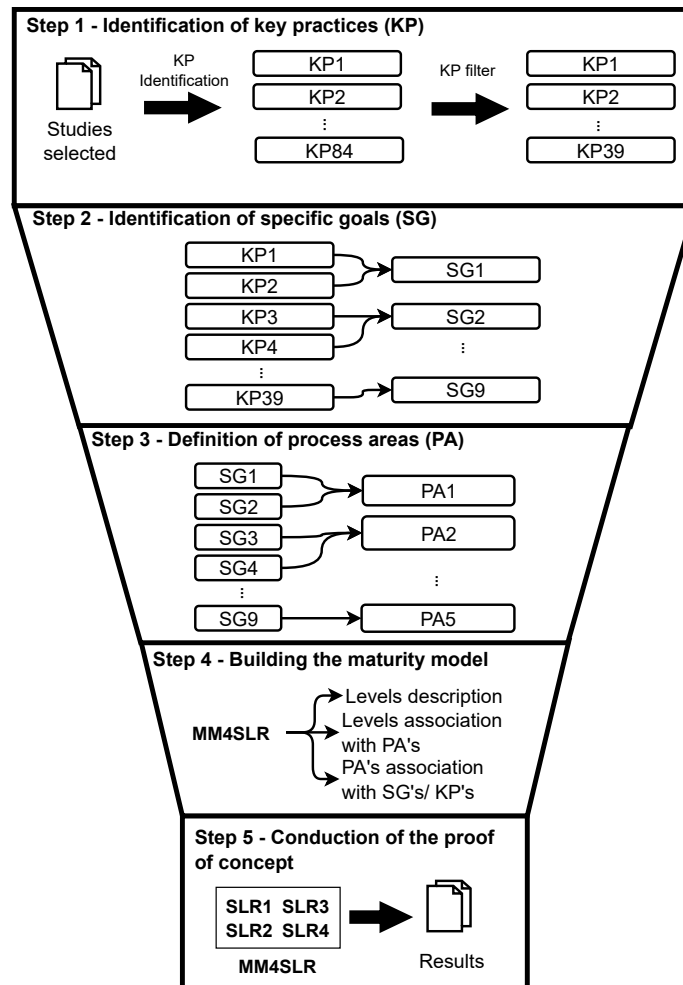 Step 1 - Identification of key practices (KP)
Studies
selected
KP
Identification
KP1
KP2
...
KP84
KP filter
KP1
KP2
...
KP39
Step 2 - Identification of specific goals (SG)
KP1
KP2
KP3
KP4
...
KP39
SG1
SG2
...
SG9
Step 3 - Definition of process areas (PA)
SG1
SG2
SG3
SG4
...
SG9
PA1
PA2
...
PA5
Step 4 - Building the maturity model
MM4SLR
Levels description
Levels association
with PA's
PA's association
with SG's/ KP's
Step 5 - Conduction of the proof
of concept
SLR1 SLR3
SLR2 SLR4
MM4SLR
Results